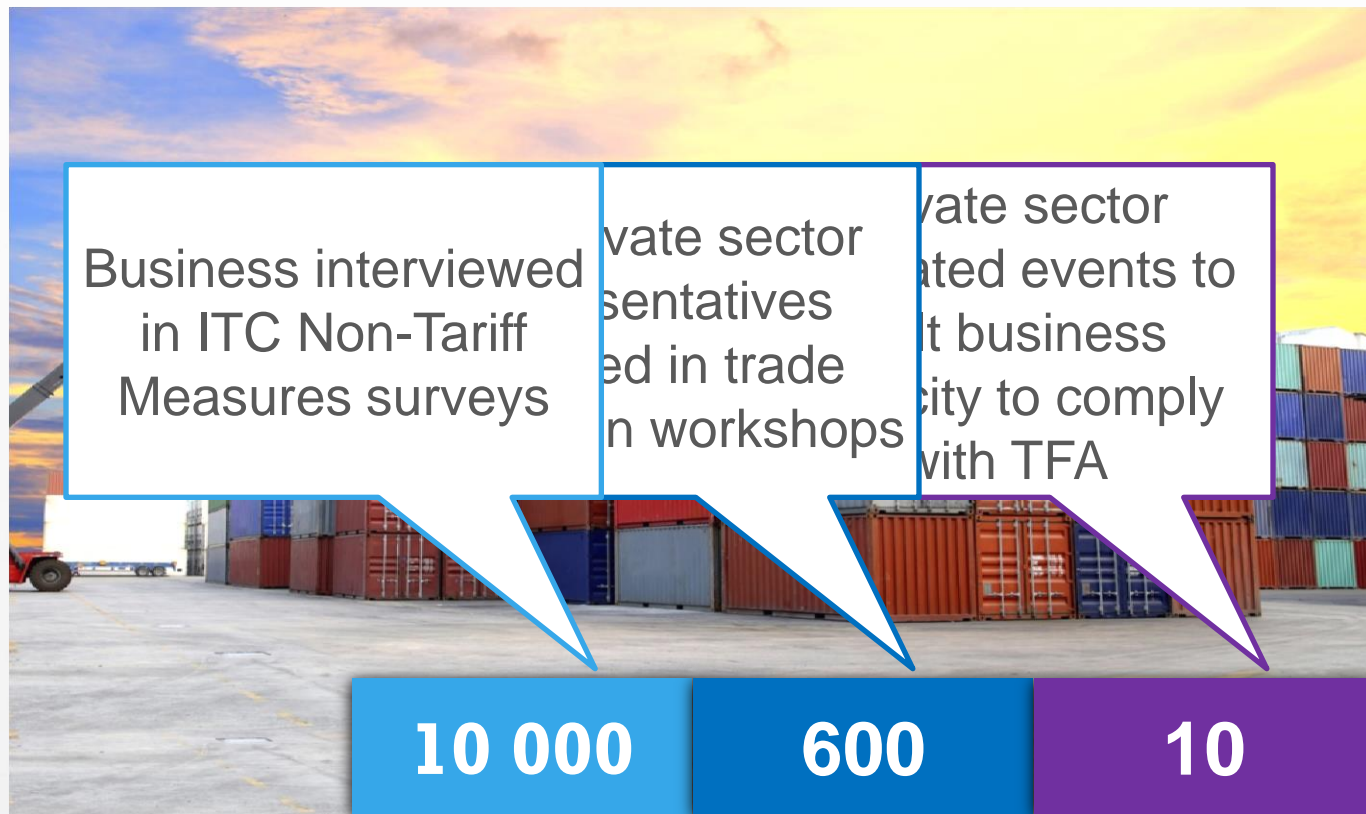 Business interviewed
in ITC Non-Tariff
Measures surveys
vate sector
sentatives
ed in trade
n workshops
vate sector
ated events to
lt business
city to comply
with TFA
10 000
600
10